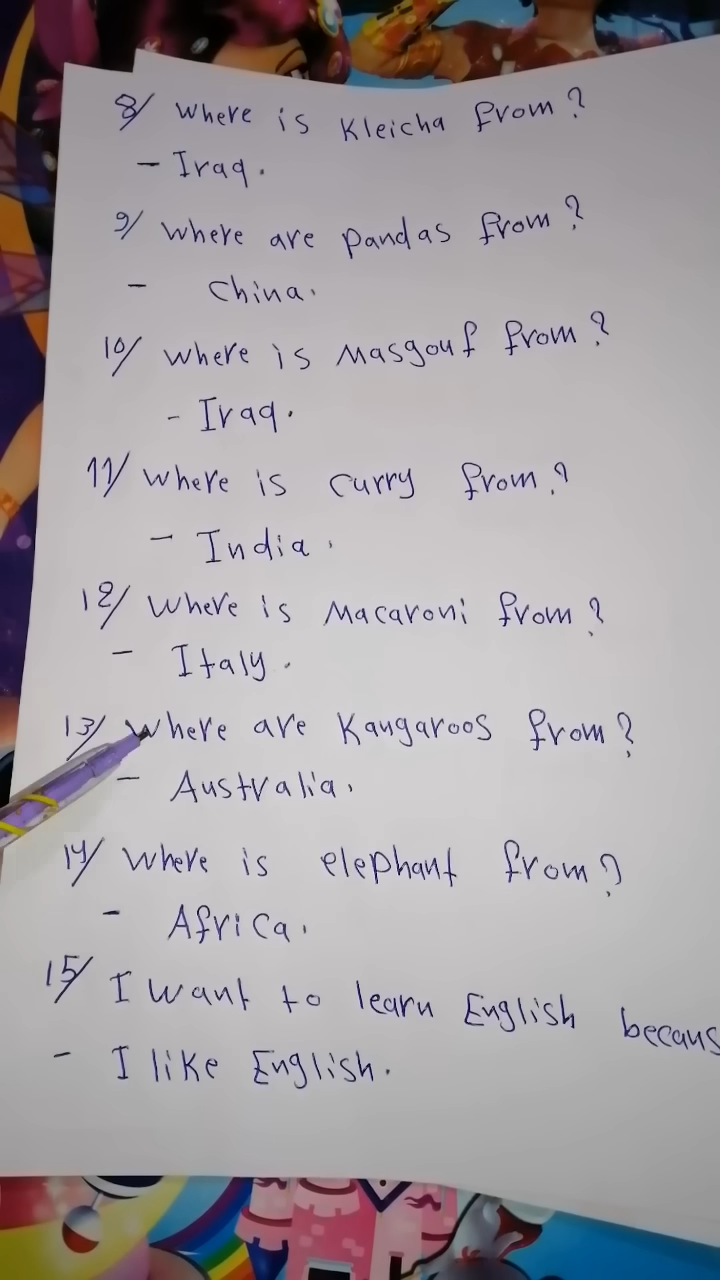 8/ Where is Kleicha from?
- Iraq.
9/ Where are pandas from?
- China.
10/ Where is Masgouf from?
- Iraq.
11/ Where is curry from?
- India.
12/ Where is Macaroni from?
- Italy.
13/ Where are Kangaroos from?
- Australia.
14/ Where is elephant from?
- Africa.
15/ I want to learn English becaus
- I like English.